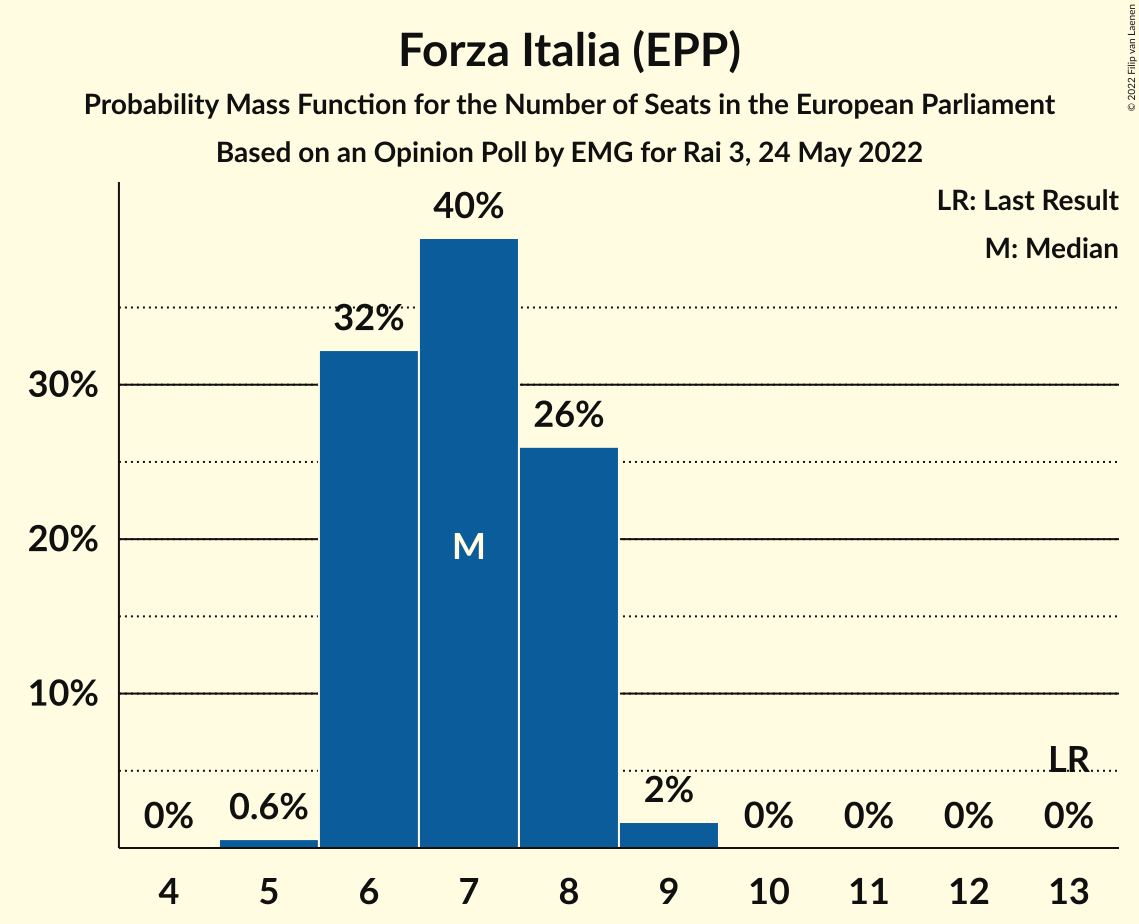 Forza Italia (EPP)
Probability Mass Function for the Number of Seats in the European Parliament
Based on an Opinion Poll by EMG for Rai 3, 24 May 2022
© 2022 Filip van Laenen
LR: Last Result
M: Median
40%
32%
30%
26%
20%
M
10%
LR
0%
0.6%
2%
0%
0%
0%
0%
4 5 6 7 8 9 10 11 12 13